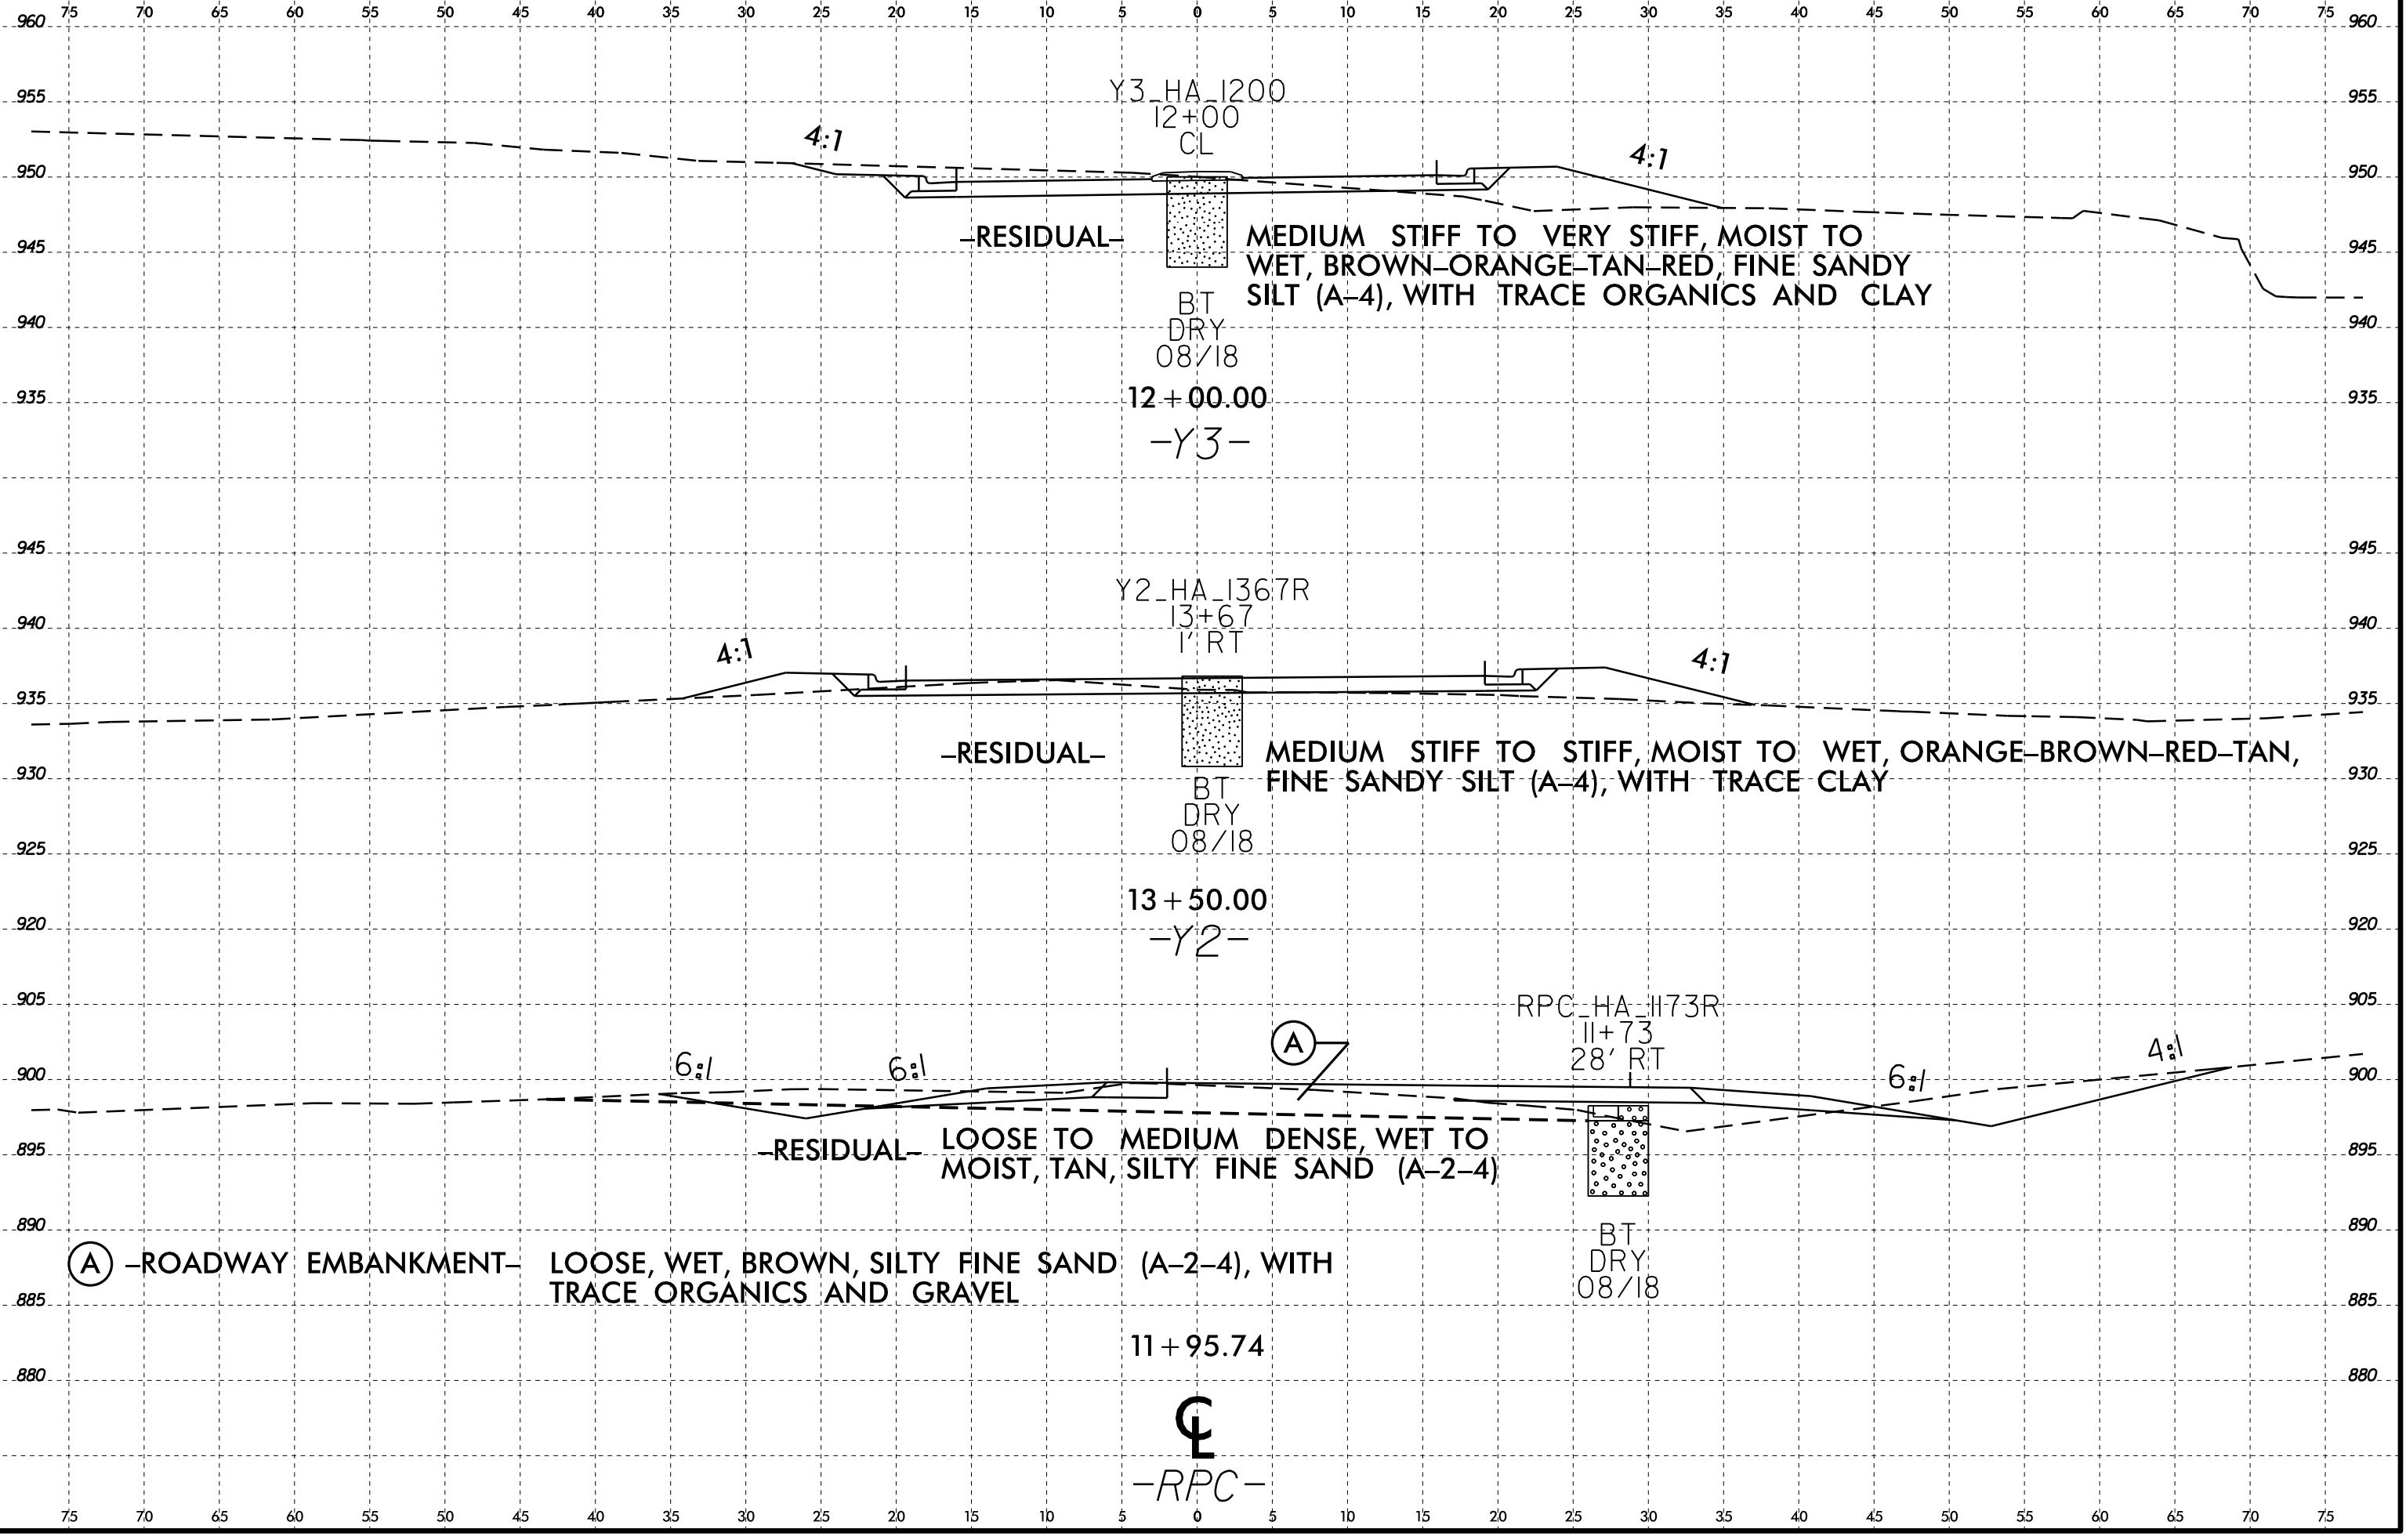 75 70 65 60 55 50 45 40 35 30 25 20 15 10 5 0 5 10 15 20 25 30 35 40 45 50 55 60 65 70 75
960 960
Y3_HA_1200
955 955
12+00
4:1 CL 4:1
950 950
-RESIDUAL- MEDIUM STIFF TO VERY STIFF, MOIST TO
945 945
WET, BROWN-ORANGE-TAN-RED, FINE SANDY
SILT (A-4), WITH TRACE ORGANICS AND CLAY
BT
940 940
DRY
08/18
935 12+00.00 935
-Y3-
945 945
Y2_HA_1367R
13+67
940 940
1' RT
4:1 4:1
935 935
-RESIDUAL- MEDIUM STIFF TO STIFF, MOIST TO WET, ORANGE-BROWN-RED-TAN,
930 930
FINE SANDY SILT (A-4), WITH TRACE CLAY
BT
DRY
08/18
925 925
13+50.00
920 920
-Y2-
905 905
RPC_HA_1173R
11+73
A
28' RT
4:1
6:1 6:1 6:1
900 900
LOOSE TO MEDIUM DENSE, WET TO
-RESIDUAL-
895 895
MOIST, TAN, SILTY FINE SAND (A-2-4)
890 890
BT
DRY
08/18
A -ROADWAY EMBANKMENT- LOOSE, WET, BROWN, SILTY FINE SAND (A-2-4), WITH
TRACE ORGANICS AND GRAVEL
885 885
11+95.74
880 880
CL
-RPC-
75 70 65 60 55 50 45 40 35 30 25 20 15 10 5 0 5 10 15 20 25 30 35 40 45 50 55 60 65 70 75